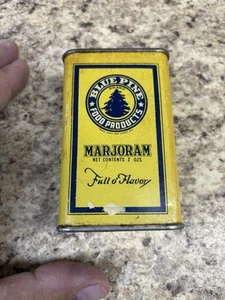 BLUE PINE
FOOD PRODUCTS
MARJORAM
NET CONTENTS 2 OZS.
Full o' Flavor